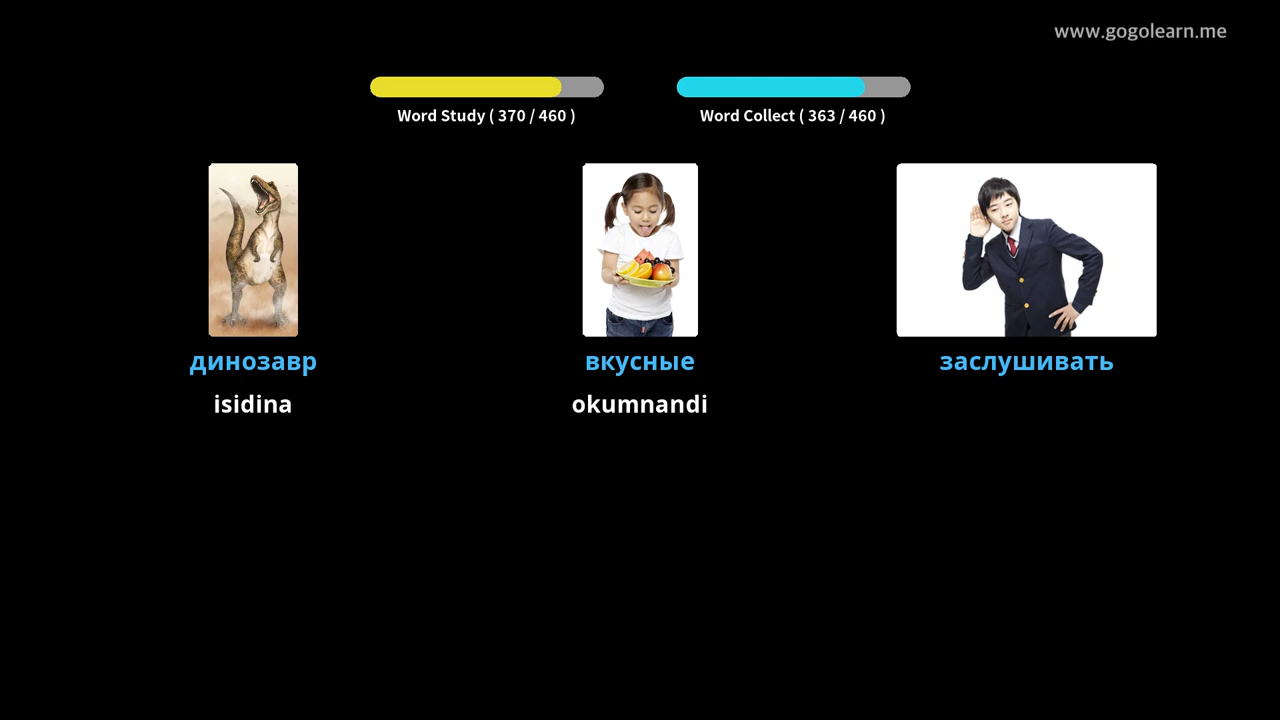 www.gogolearn.me
Word Study ( 370 / 460 )
Word Collect ( 363 / 460 )
динозавр
вкусные
заслушивать
isidina
okumnandi